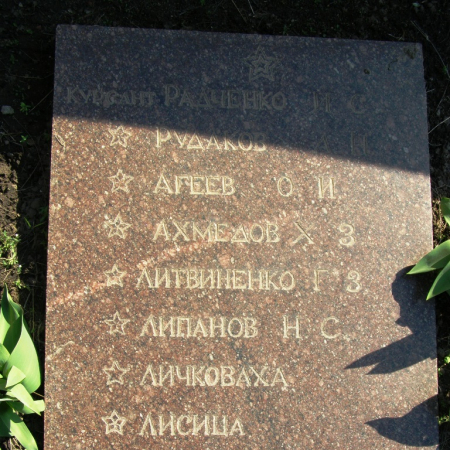 Курсант РАДЧЕНКО И. С.
РУДАКОВ
АГЕЕВ О. И.
АХМЕДОВ Х З
ЛИТВИНЕНКО Г З
ЛИПАНОВ Н. С.
ЛИЧКОВАХА
ЛИСИЦА